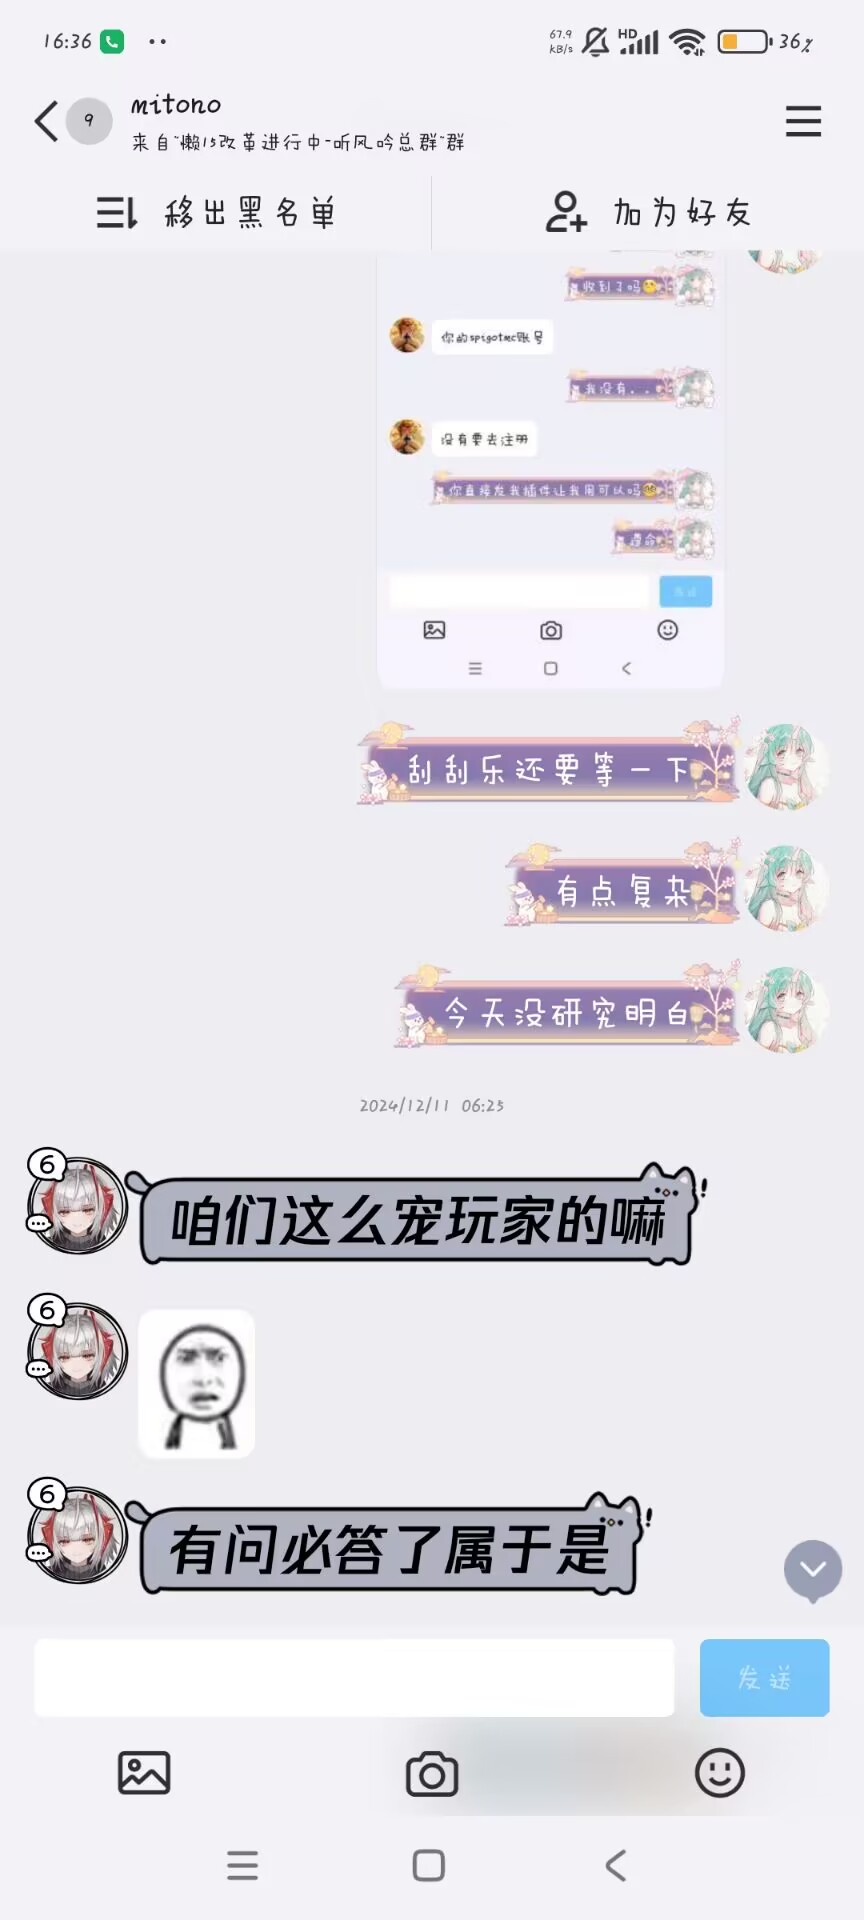 16:36
67.9
KB/s
HD
36%
9
mitono
来自"懒15改革进行中-听风吟总群"群
移出黑名单
加为好友
收到了吗
你的spigotmc账号
我没有..
没有要去注册
你直接发我插件让我用可以吗
遵命
发送
刮刮乐还要等一下
有点复杂
今天没研究明白
2024/12/11 06:25
6
咱们这么宠玩家的嘛
6
6
有问必答了属于是
发送